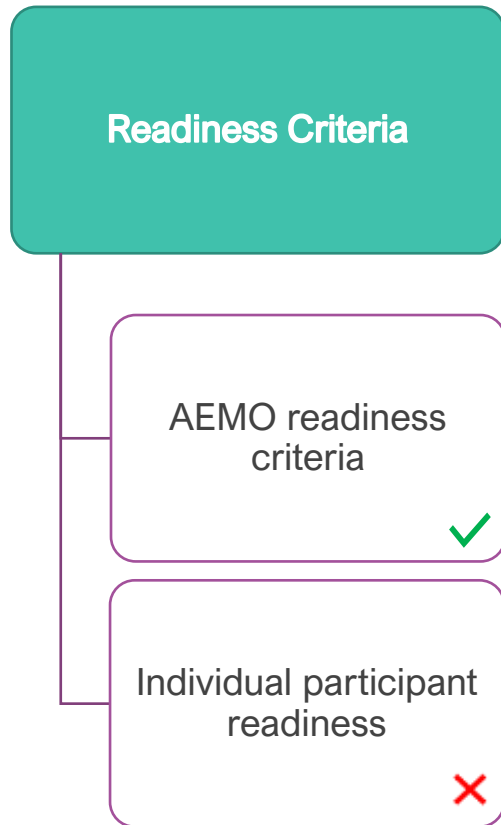 Readiness Criteria
AEMO readiness
criteria
Individual participant
readiness